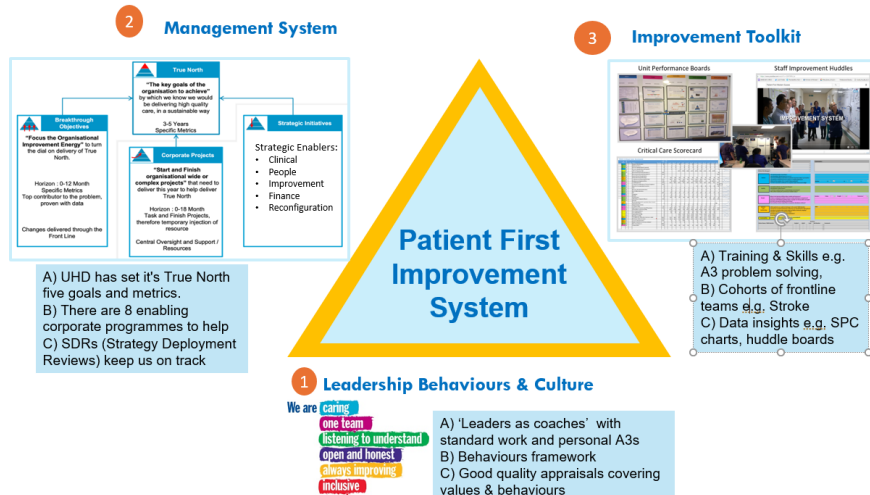 2
Management System
True North
"The key goals of the
organisation to achieve"
by which we know we would
be delivering high quality
care, in a sustainable way
3-5 Years
Specific Metrics
Breakthrough
Objectives
"Focus the Organisational
Improvement Energy" to turn
the dial on delivery of True
North.
Horizon : 0-12 Month
Specific Metrics
Top contributor to the problem,
proven with data
Changes delivered through the
Front Line
Corporate Projects
"Start and Finish
organisational wide or
complex projects" that need to
deliver this year to help deliver
True North
Horizon : 0-18 Month
Task and Finish Projects,
therefore temporary injection of
resource
Central Oversight and Support /
Resources
Strategic Initiatives
Strategic Enablers:
• Clinical
• People
• Improvement
• Finance
• Reconfiguration
A) UHD has set it's True North
five goals and metrics.
B) There are 8 enabling
corporate programmes to help
C) SDRs (Strategy Deployment
Reviews) keep us on track
3
Improvement Toolkit
Unit Performance Boards
Staff Improvement Huddles
IMPROVEMENT SYSTEM
Critical Care Scorecard
A) Training & Skills e.g.
A3 problem solving,
B) Cohorts of frontline
teams e.g. Stroke
C) Data insights e.g. SPC
charts, huddle boards
Patient First
Improvement
System
1
Leadership Behaviours & Culture
We are caring
one team
listening to understand
open and honest
always improving
inclusive
A) 'Leaders as coaches' with
standard work and personal A3s
B) Behaviours framework
C) Good quality appraisals covering
values & behaviours